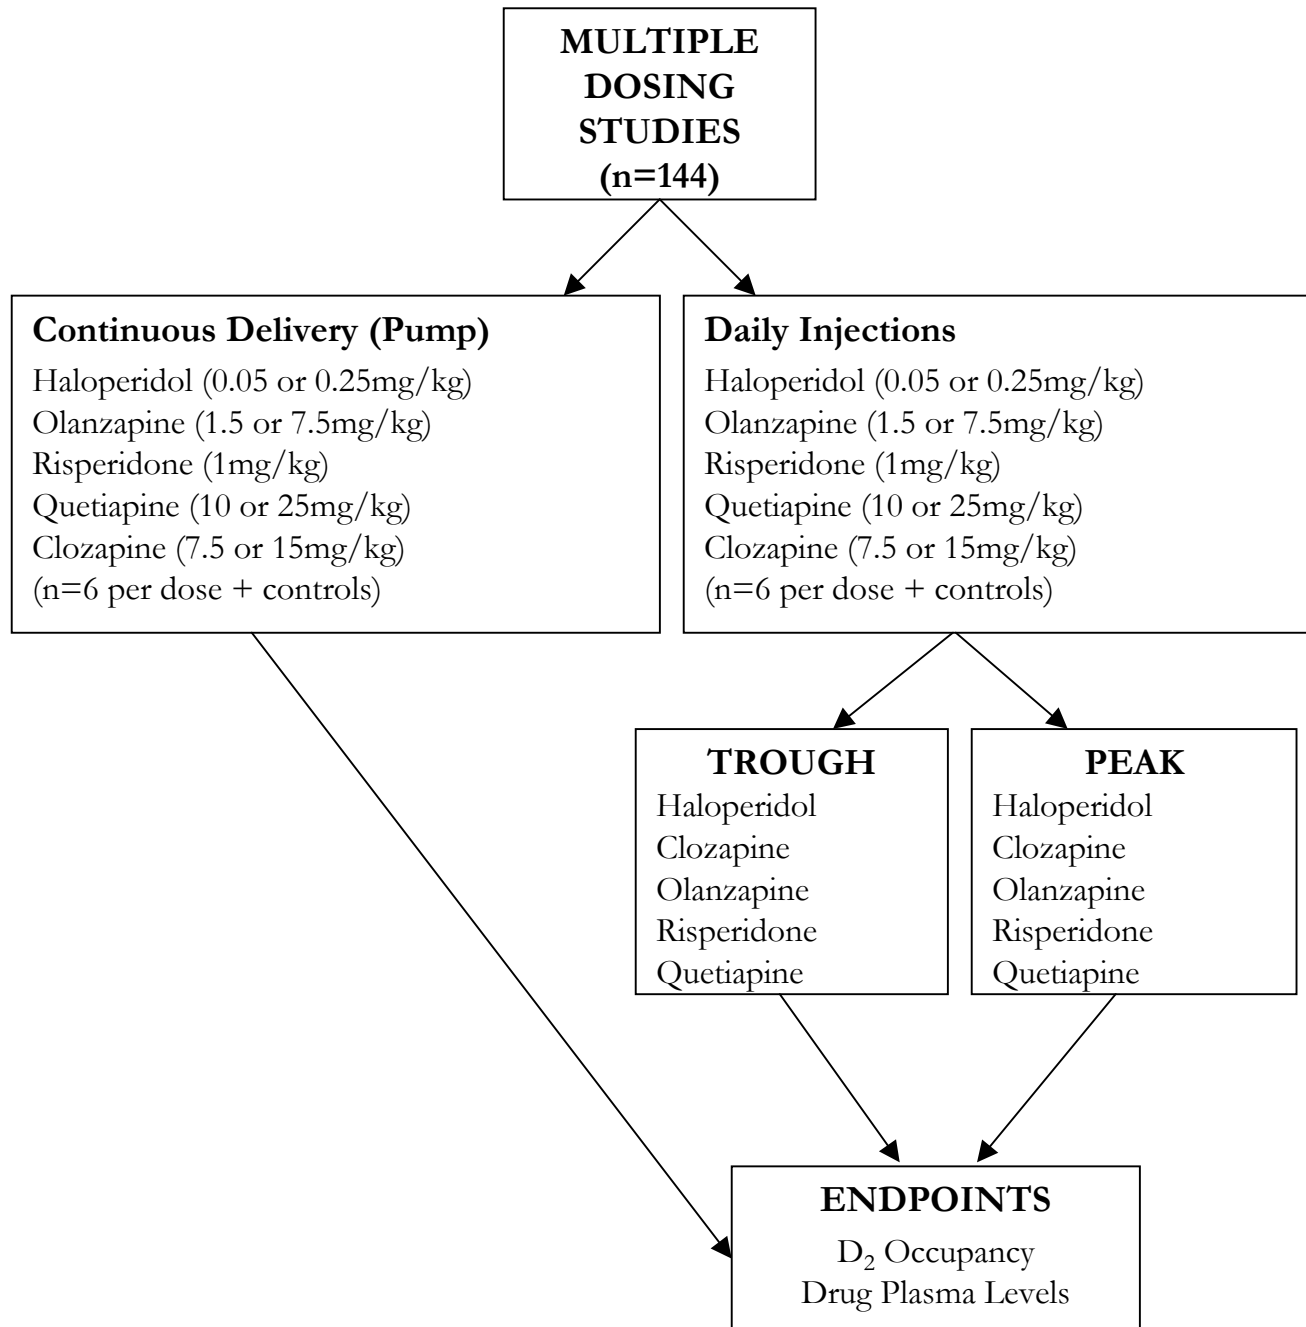 MULTIPLE
DOSING
STUDIES
(n=144)
Continuous Delivery (Pump)
Haloperidol (0.05 or 0.25mg/kg)
Olanzapine (1.5 or 7.5mg/kg)
Risperidone (1mg/kg)
Quetiapine (10 or 25mg/kg)
Clozapine (7.5 or 15mg/kg)
(n=6 per dose + controls)
Daily Injections
Haloperidol (0.05 or 0.25mg/kg)
Olanzapine (1.5 or 7.5mg/kg)
Risperidone (1mg/kg)
Quetiapine (10 or 25mg/kg)
Clozapine (7.5 or 15mg/kg)
(n=6 per dose + controls)
TROUGH
Haloperidol
Clozapine
Olanzapine
Risperidone
Quetiapine
PEAK
Haloperidol
Clozapine
Olanzapine
Risperidone
Quetiapine
ENDPOINTS
D₂ Occupancy
Drug Plasma Levels